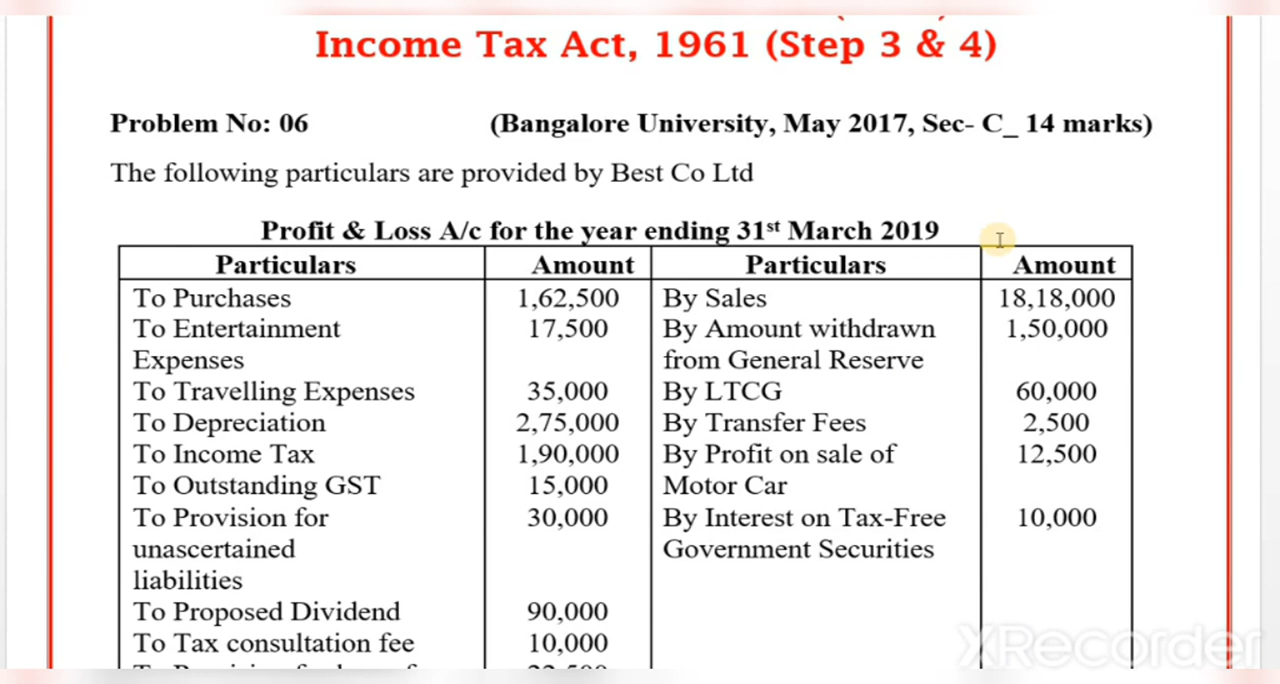 Income Tax Act, 1961 (Step 3 & 4)
Problem No: 06 (Bangalore University, May 2017, Sec- C_ 14 marks)
The following particulars are provided by Best Co Ltd
Profit & Loss A/c for the year ending 31st March 2019
Particulars Amount Particulars Amount
To Purchases 1,62,500 By Sales 18,18,000
To Entertainment 17,500 By Amount withdrawn 1,50,000
Expenses from General Reserve
To Travelling Expenses 35,000 By LTCG 60,000
To Depreciation 2,75,000 By Transfer Fees 2,500
To Income Tax 1,90,000 By Profit on sale of 12,500
To Outstanding GST 15,000 Motor Car
To Provision for 30,000 By Interest on Tax-Free 10,000
unascertained Government Securities
liabilities
To Proposed Dividend 90,000
To Tax consultation fee 10,000
XRecorder